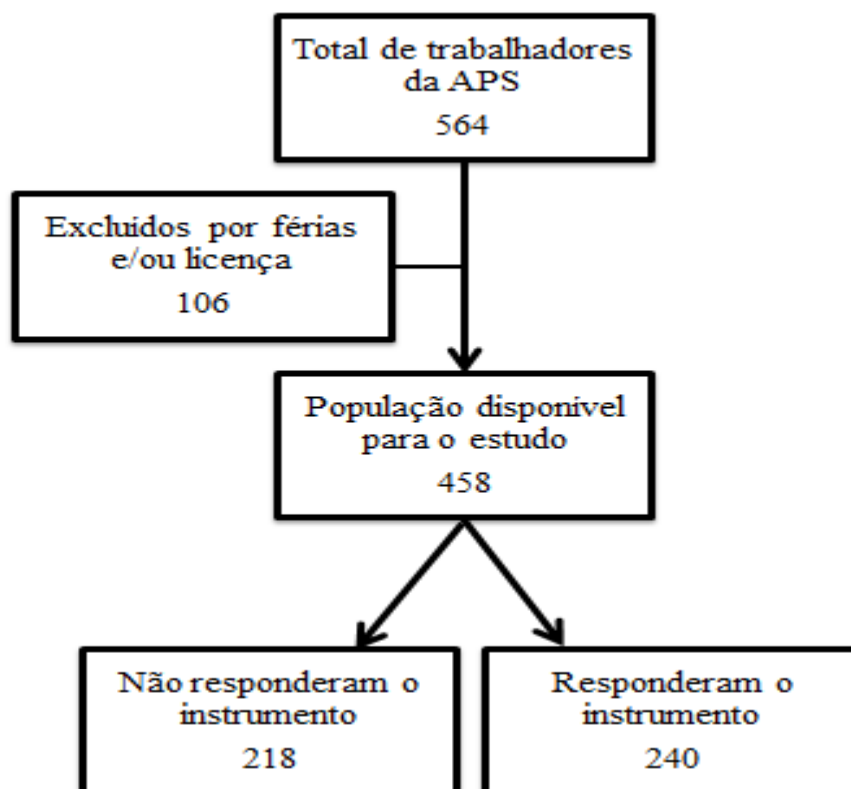 Total de trabalhadores
da APS
564
Excluídos por férias
e/ou licença
106
População disponível
para o estudo
458
Não responderam o
instrumento
218
Responderam o
instrumento
240